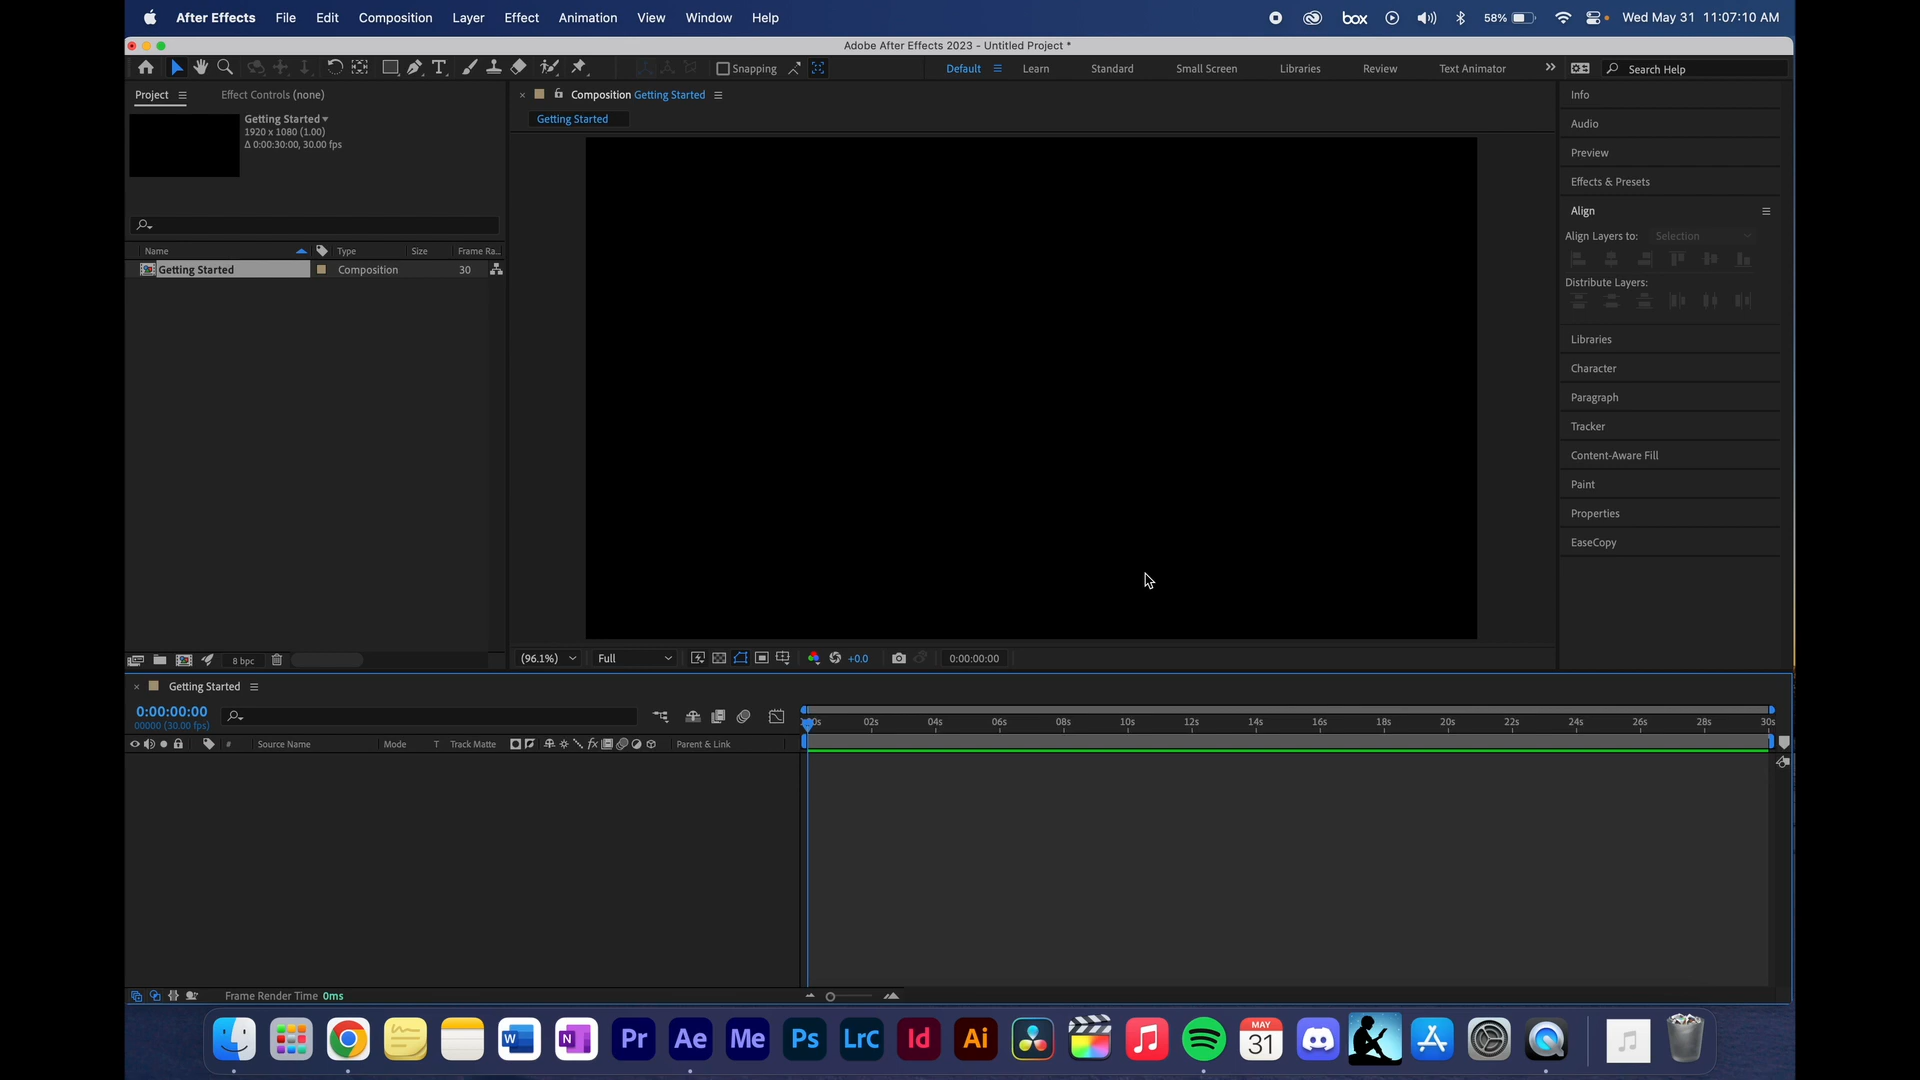 After Effects File Edit Composition Layer Effect Animation View Window Help box 58% Wed May 31 11:07:10 AM
Adobe After Effects 2023 - Untitled Project *
T Snapping Default Learn Standard Small Screen Libraries Review Text Animator Search Help
Project Effect Controls (none)
Composition Getting Started
Info
Getting Started
1920 x 1080 (1.00)
Δ 0:00:30:00, 30.00 fps
Getting Started
Audio
Preview
Effects & Presets
Align
Align Layers to: Selection
Distribute Layers:
Libraries
Character
Paragraph
Tracker
Content-Aware Fill
Paint
Properties
EaseCopy
Name Type Size Frame Ra...
Getting Started Composition 30
8 bpc
(96.1%) Full +0.0 0:00:00:00
Getting Started
0:00:00:00
00000 (30.00 fps)
02s 04s 06s 08s 10s 12s 14s 16s 18s 20s 22s 24s 26s 28s 30s
# Source Name Mode T Track Matte fx Parent & Link
Frame Render Time 0ms
W N Pr Ae Me Ps LrC Id Ai MAY 31